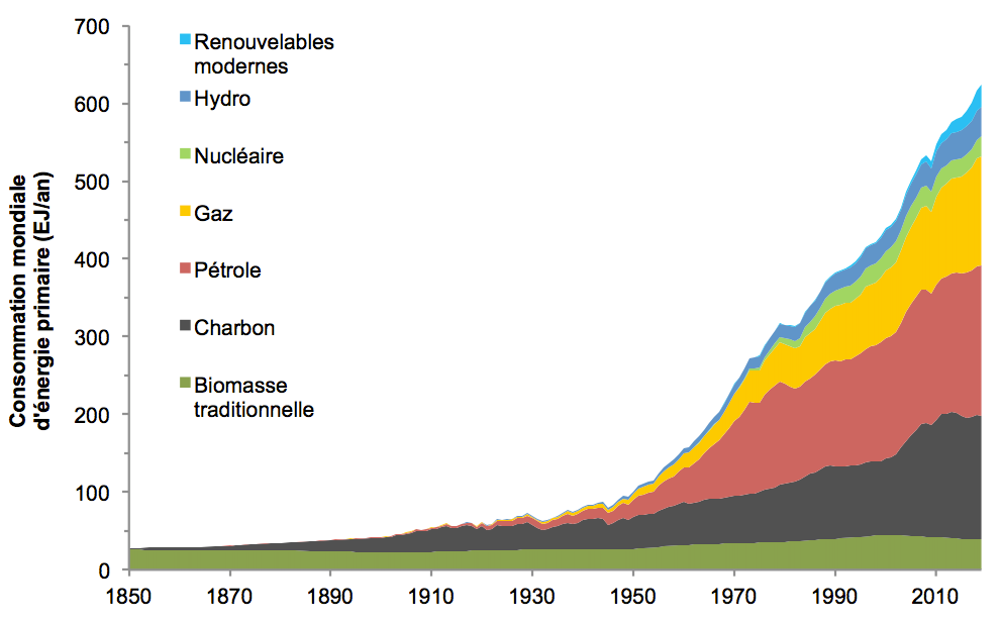 Consommation mondiale
d'énergie primaire (EJ/an)
700
600
500
400
300
200
100
0
Renouvelables
modernes
Hydro
Nucléaire
Gaz
Pétrole
Charbon
Biomasse
traditionnelle
1850
1870
1890
1910
1930
1950
1970
1990
2010